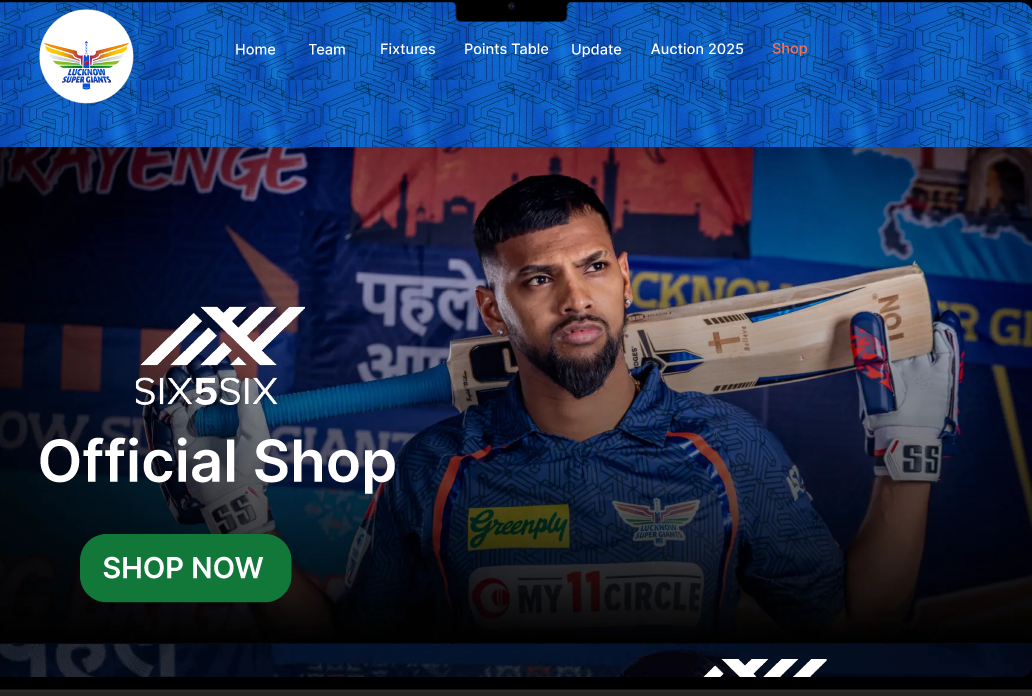 LUCKNOW
SUPER GIANTS
Home Team Fixtures Points Table Update Auction 2025 Shop
पहले
LUCKNOW
SIX5SIX
Official Shop
SS
SS
Greenply
LUCKNOW
SUPER GIANTS
MY11CIRCLE
SHOP NOW